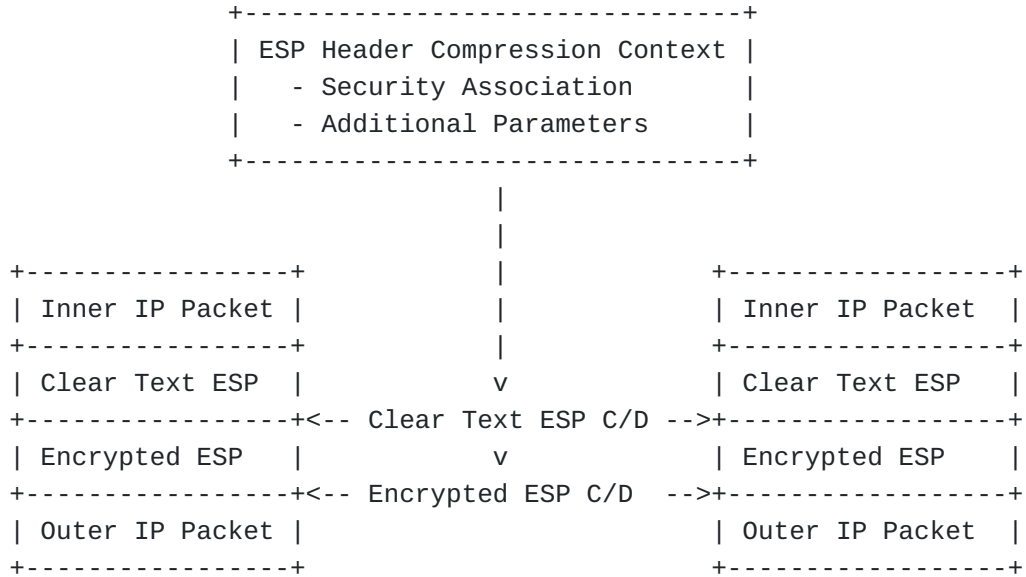 +--------------------------------+
| ESP Header Compression Context |
|   - Security Association       |
|   - Additional Parameters      |
+--------------------------------+
|
|
+-----------------+            |             +------------------+
| Inner IP Packet |            |             | Inner IP Packet  |
+-----------------+            |             +------------------+
| Clear Text ESP  |            v             | Clear Text ESP   |
+-----------------+<-- Clear Text ESP C/D -->+------------------+
| Encrypted ESP   |            v             | Encrypted ESP    |
+-----------------+<-- Encrypted ESP C/D  -->+------------------+
| Outer IP Packet |                          | Outer IP Packet  |
+-----------------+                          +------------------+